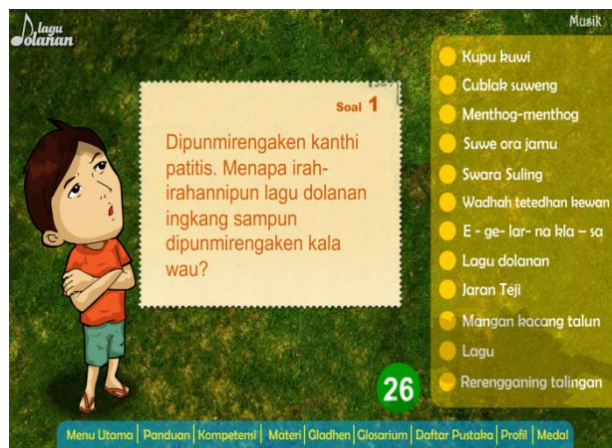 lagu
Dolanan
Musik
Soal 1
Dipunmirengaken kanthi
patitis. Menapa irah-
irahannipun lagu dolanan
ingkang sampun
dipunmirengaken kala
wau?
Kupu kuwi
Cublak suweng
Menthog-menthog
Suwe ora jamu
Swara Suling
Wadhah tetedhan kewan
E - ge- lar- na kla – sa
Lagu dolanan
Jaran Teji
Mangan kacang talun
Lagu
Rerengganing talingan
26
Menu Utama | Panduan | Kompetensi | Materi | Gladhen | Glosarium | Daftar Pustaka | Profil | Medal